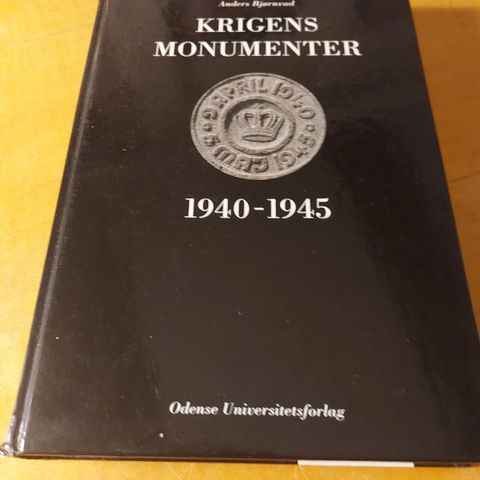 Anders Bjørnvad
KRIGENS
MONUMENTER
9 APRIL 1940
5 MAJ 1945
1940-1945
Odense Universitetsforlag